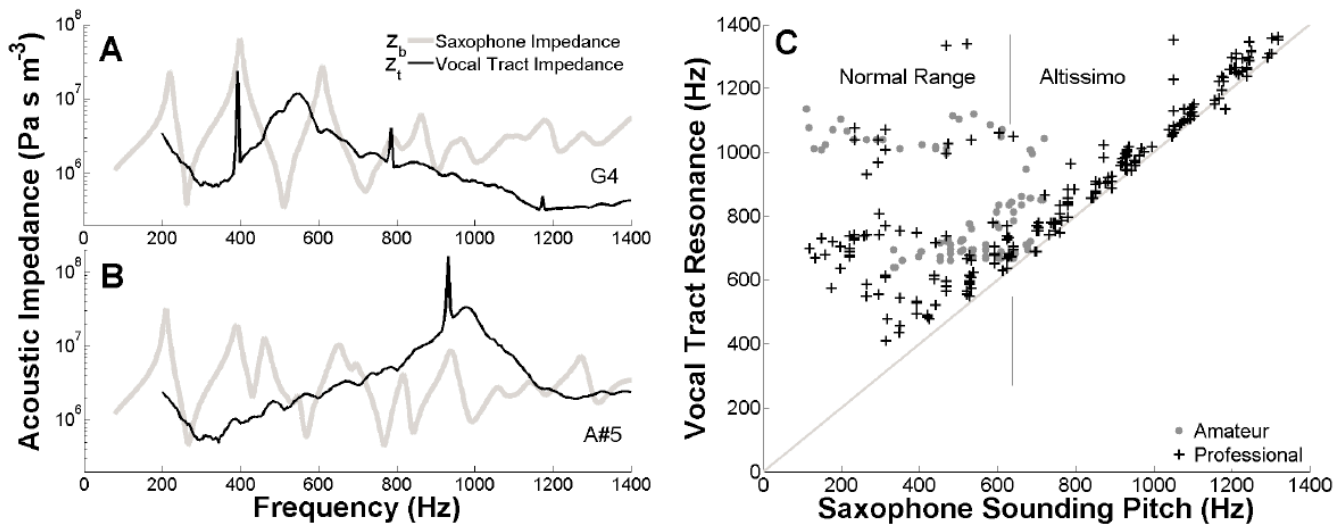 A
Z_b Saxophone Impedance
Z_t Vocal Tract Impedance
G4
10^8
10^7
10^6
200 400 600 800 1000 1200 1400
B
A#5
10^8
10^7
10^6
200 400 600 800 1000 1200 1400
Acoustic Impedance (Pa s m^-3)
Frequency (Hz)
C
Normal Range
Altissimo
1400
1200
1000
800
600
400
200
0
0 200 400 600 800 1000 1200 1400
Vocal Tract Resonance (Hz)
Saxophone Sounding Pitch (Hz)
Amateur
Professional